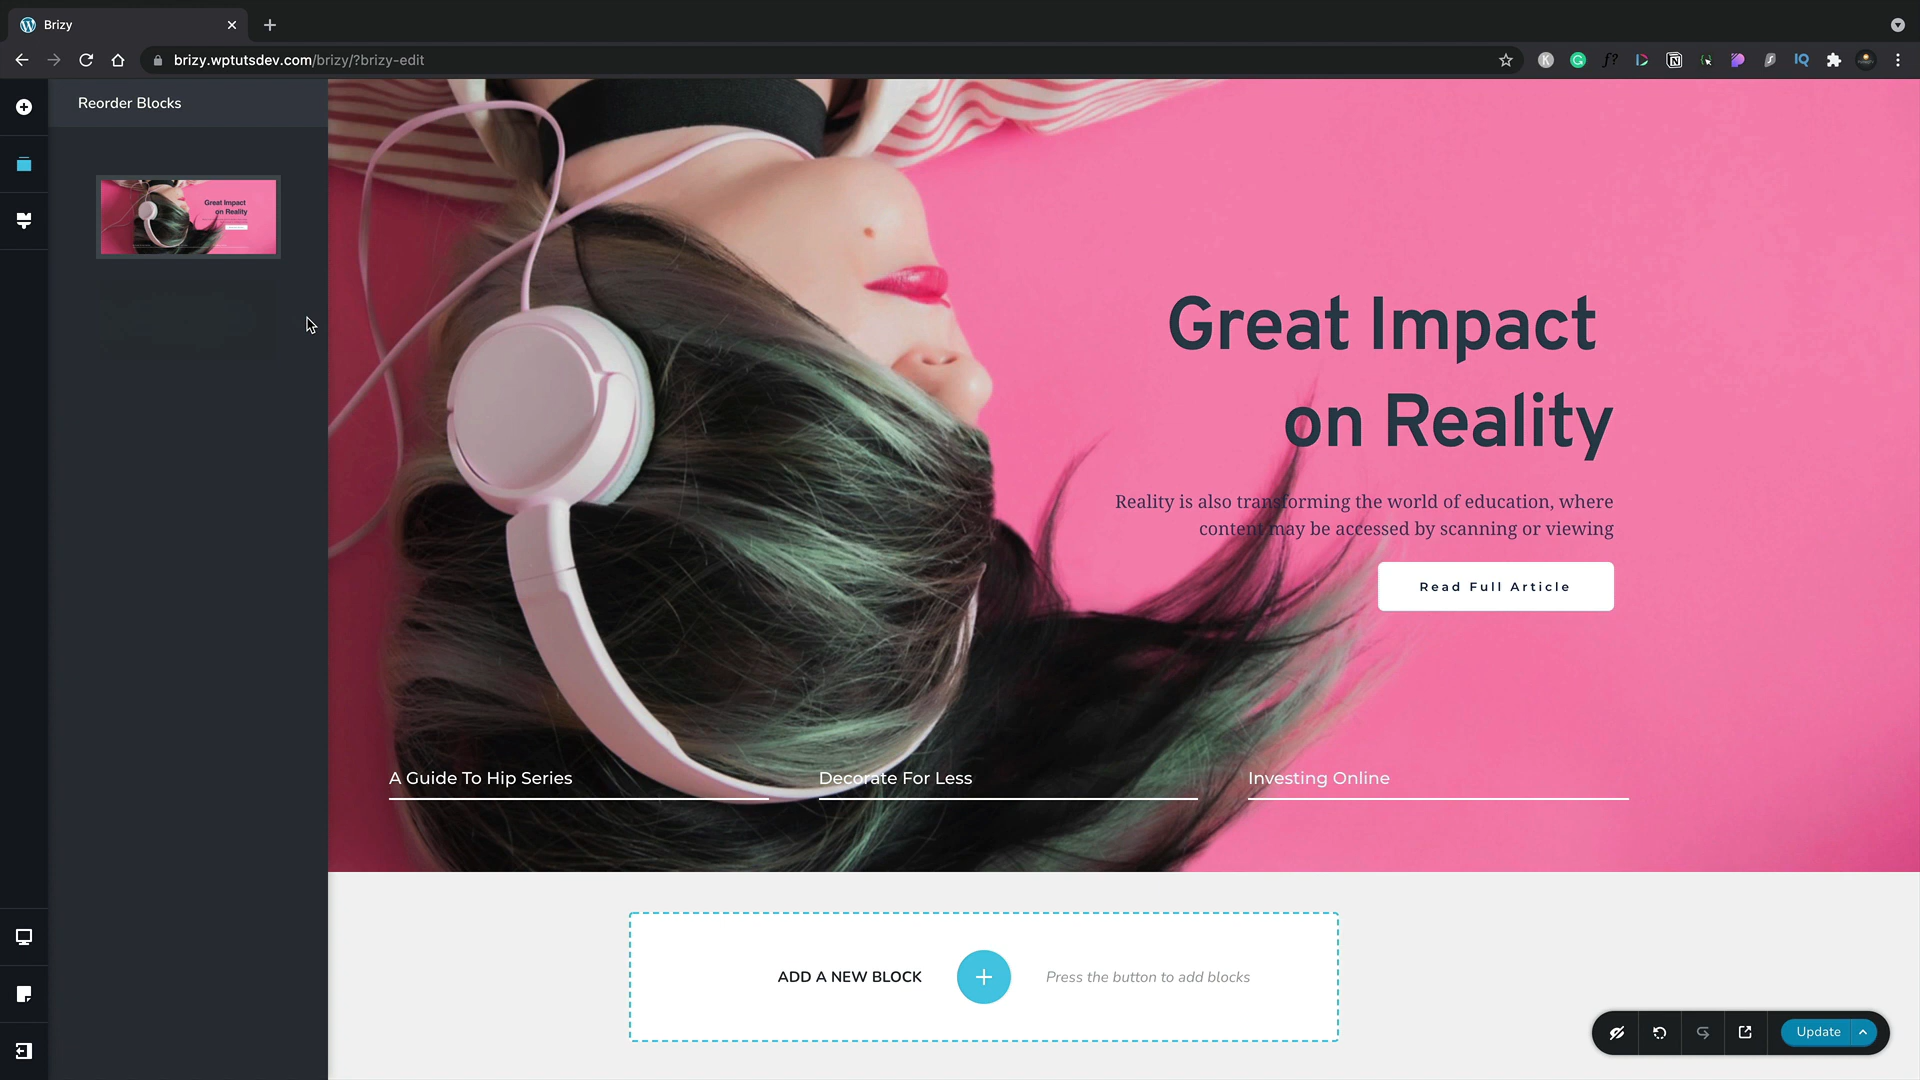 Brizy
brizy.wptutsdev.com/brizy/?brizy-edit
Reorder Blocks
Great Impact
on Reality
Great Impact
on Reality
Reality is also transforming the world of education, where
content may be accessed by scanning or viewing
Read Full Article
A Guide To Hip Series
Decorate For Less
Investing Online
ADD A NEW BLOCK
Press the button to add blocks
Update